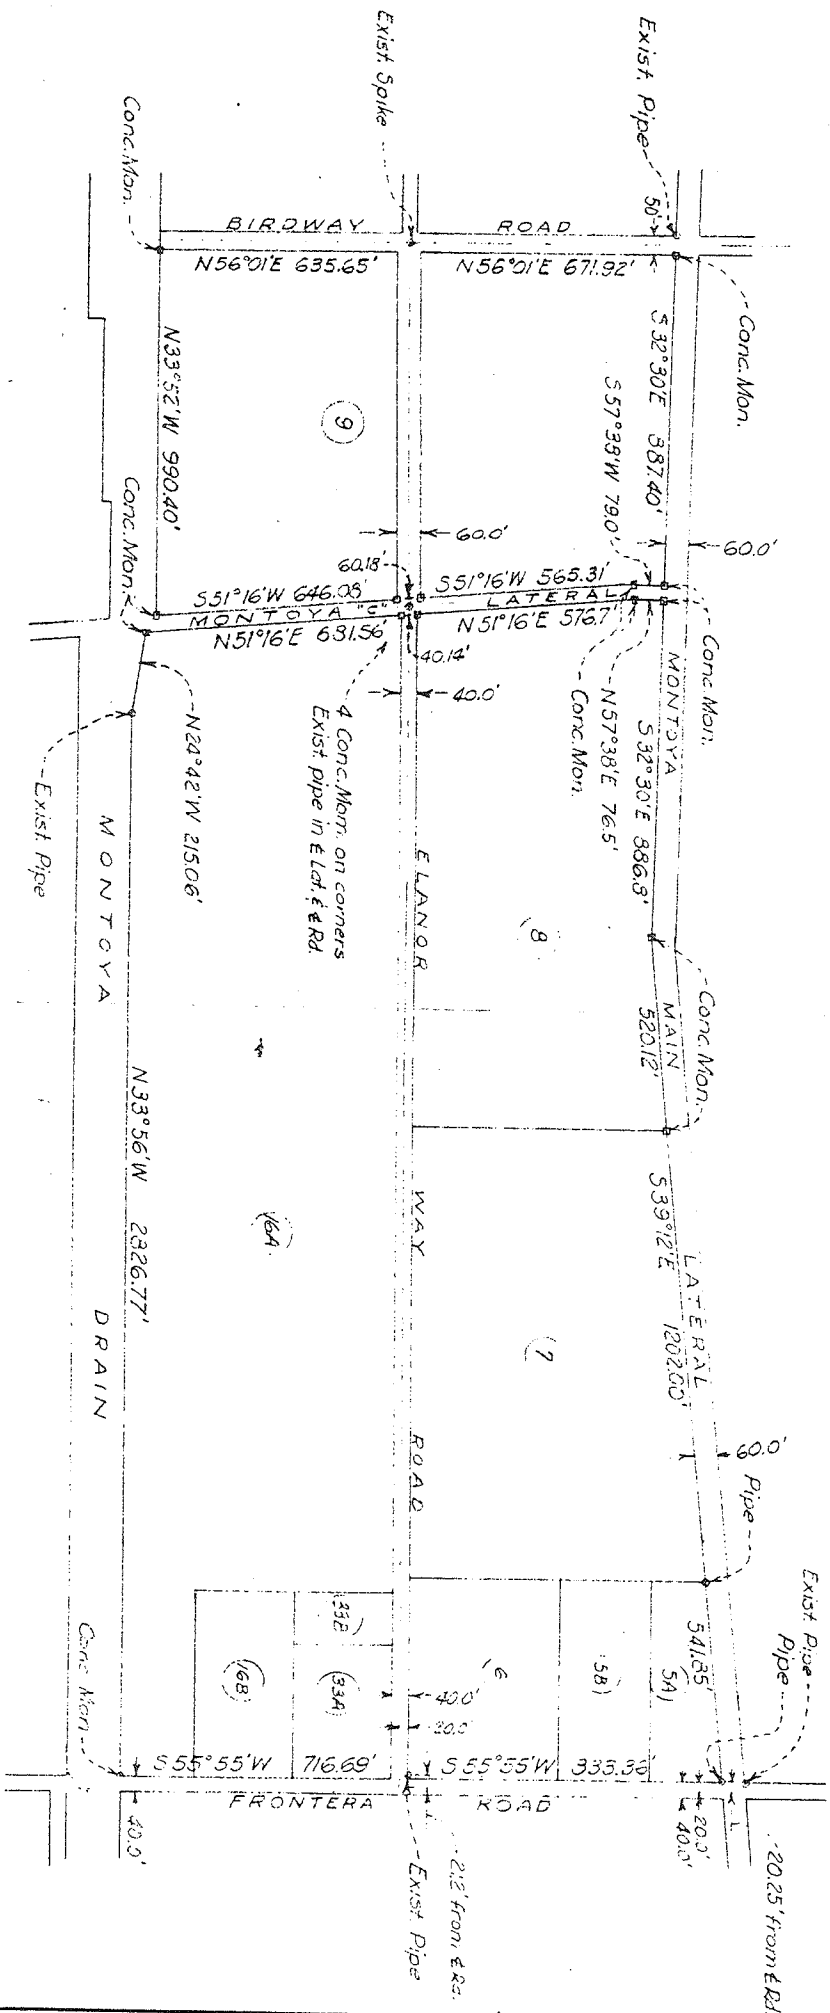 Exist. Pipe
Exist. Spike
Conc. Mon.
50'
BIRDWAY ROAD
N56°01'E 635.65'
N56°01'E 671.92'
Conc. Mon.
S32°30'E 887.40'
N33°52'W 990.40'
9
S57°38'W 79.0'
Conc. Mon.
60.0'
60.0'
60.18'
S51°16'W 646.08'
S51°16'W 565.31'
MONTOYA "C" LATERAL
N51°16'E 631.56'
N51°16'E 576.7'
40.14'
40.0'
Conc. Mon.
N57°38'E 76.5'
Conc. Mon.
4 Conc. Mon. on corners
Exist. pipe in ℄ Lat. & ℄ Rd.
N24°42'W 215.06'
Exist. Pipe
S32°30'E 886.8'
8
Conc. Mon.
520.12'
MONTOYA MAIN LATERAL
ELANOR WAY ROAD
MONTOYA DRAIN
N33°56'W 2826.77'
16A
S39°12'E 1202.00'
7
60.0'
Pipe
Exist. Pipe
Pipe
541.85'
5A
5B
6
33A
16B
40.0'
20.0'
Conc. Mon.
S55°55'W 716.69'
S55°55'W 333.36'
FRONTERA ROAD
40.0'
20.0'
40.0'
Exist. Pipe
21.2' from ℄ Rd.
20.25' from ℄ Rd.